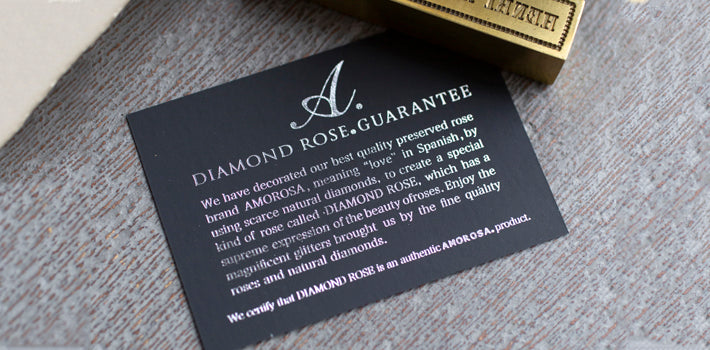 A.
DIAMOND ROSE.GUARANTEE
We have decorated our best quality preserved rose
brand AMOROSA, meaning "love" in Spanish, by
using scarce natural diamonds, to create a special
kind of rose called :DIAMOND ROSE, which has a
supreme expression of the beauty ofroses. Enjoy the
magnificent glitters brought us by the fine quality
roses and natural diamonds.
We certify that DIAMOND ROSE is an authentic AMOROSA. product.